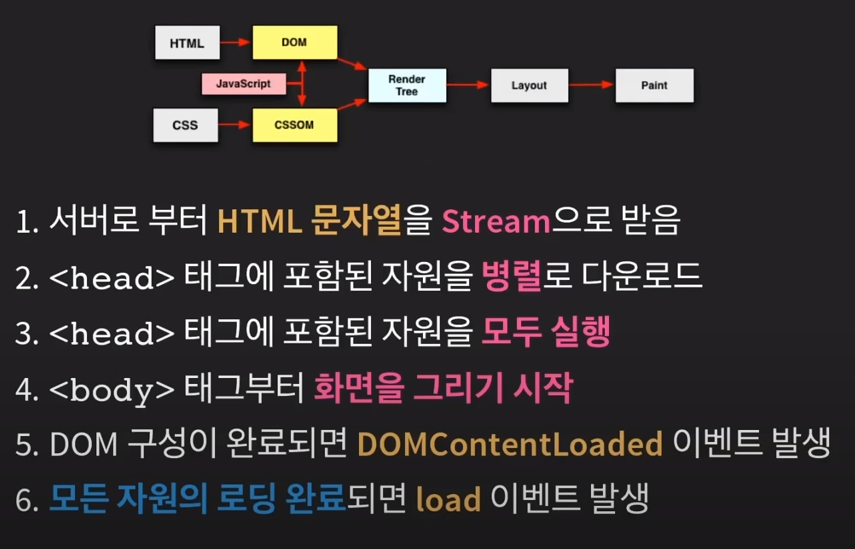 HTML
DOM
JavaScript
Render
Tree
Layout
Paint
CSS
CSSOM
1. 서버로 부터 HTML 문자열을 Stream으로 받음
2. <head> 태그에 포함된 자원을 병렬로 다운로드
3. <head> 태그에 포함된 자원을 모두 실행
4. <body> 태그부터 화면을 그리기 시작
5. DOM 구성이 완료되면 DOMContentLoaded 이벤트 발생
6. 모든 자원의 로딩 완료되면 load 이벤트 발생